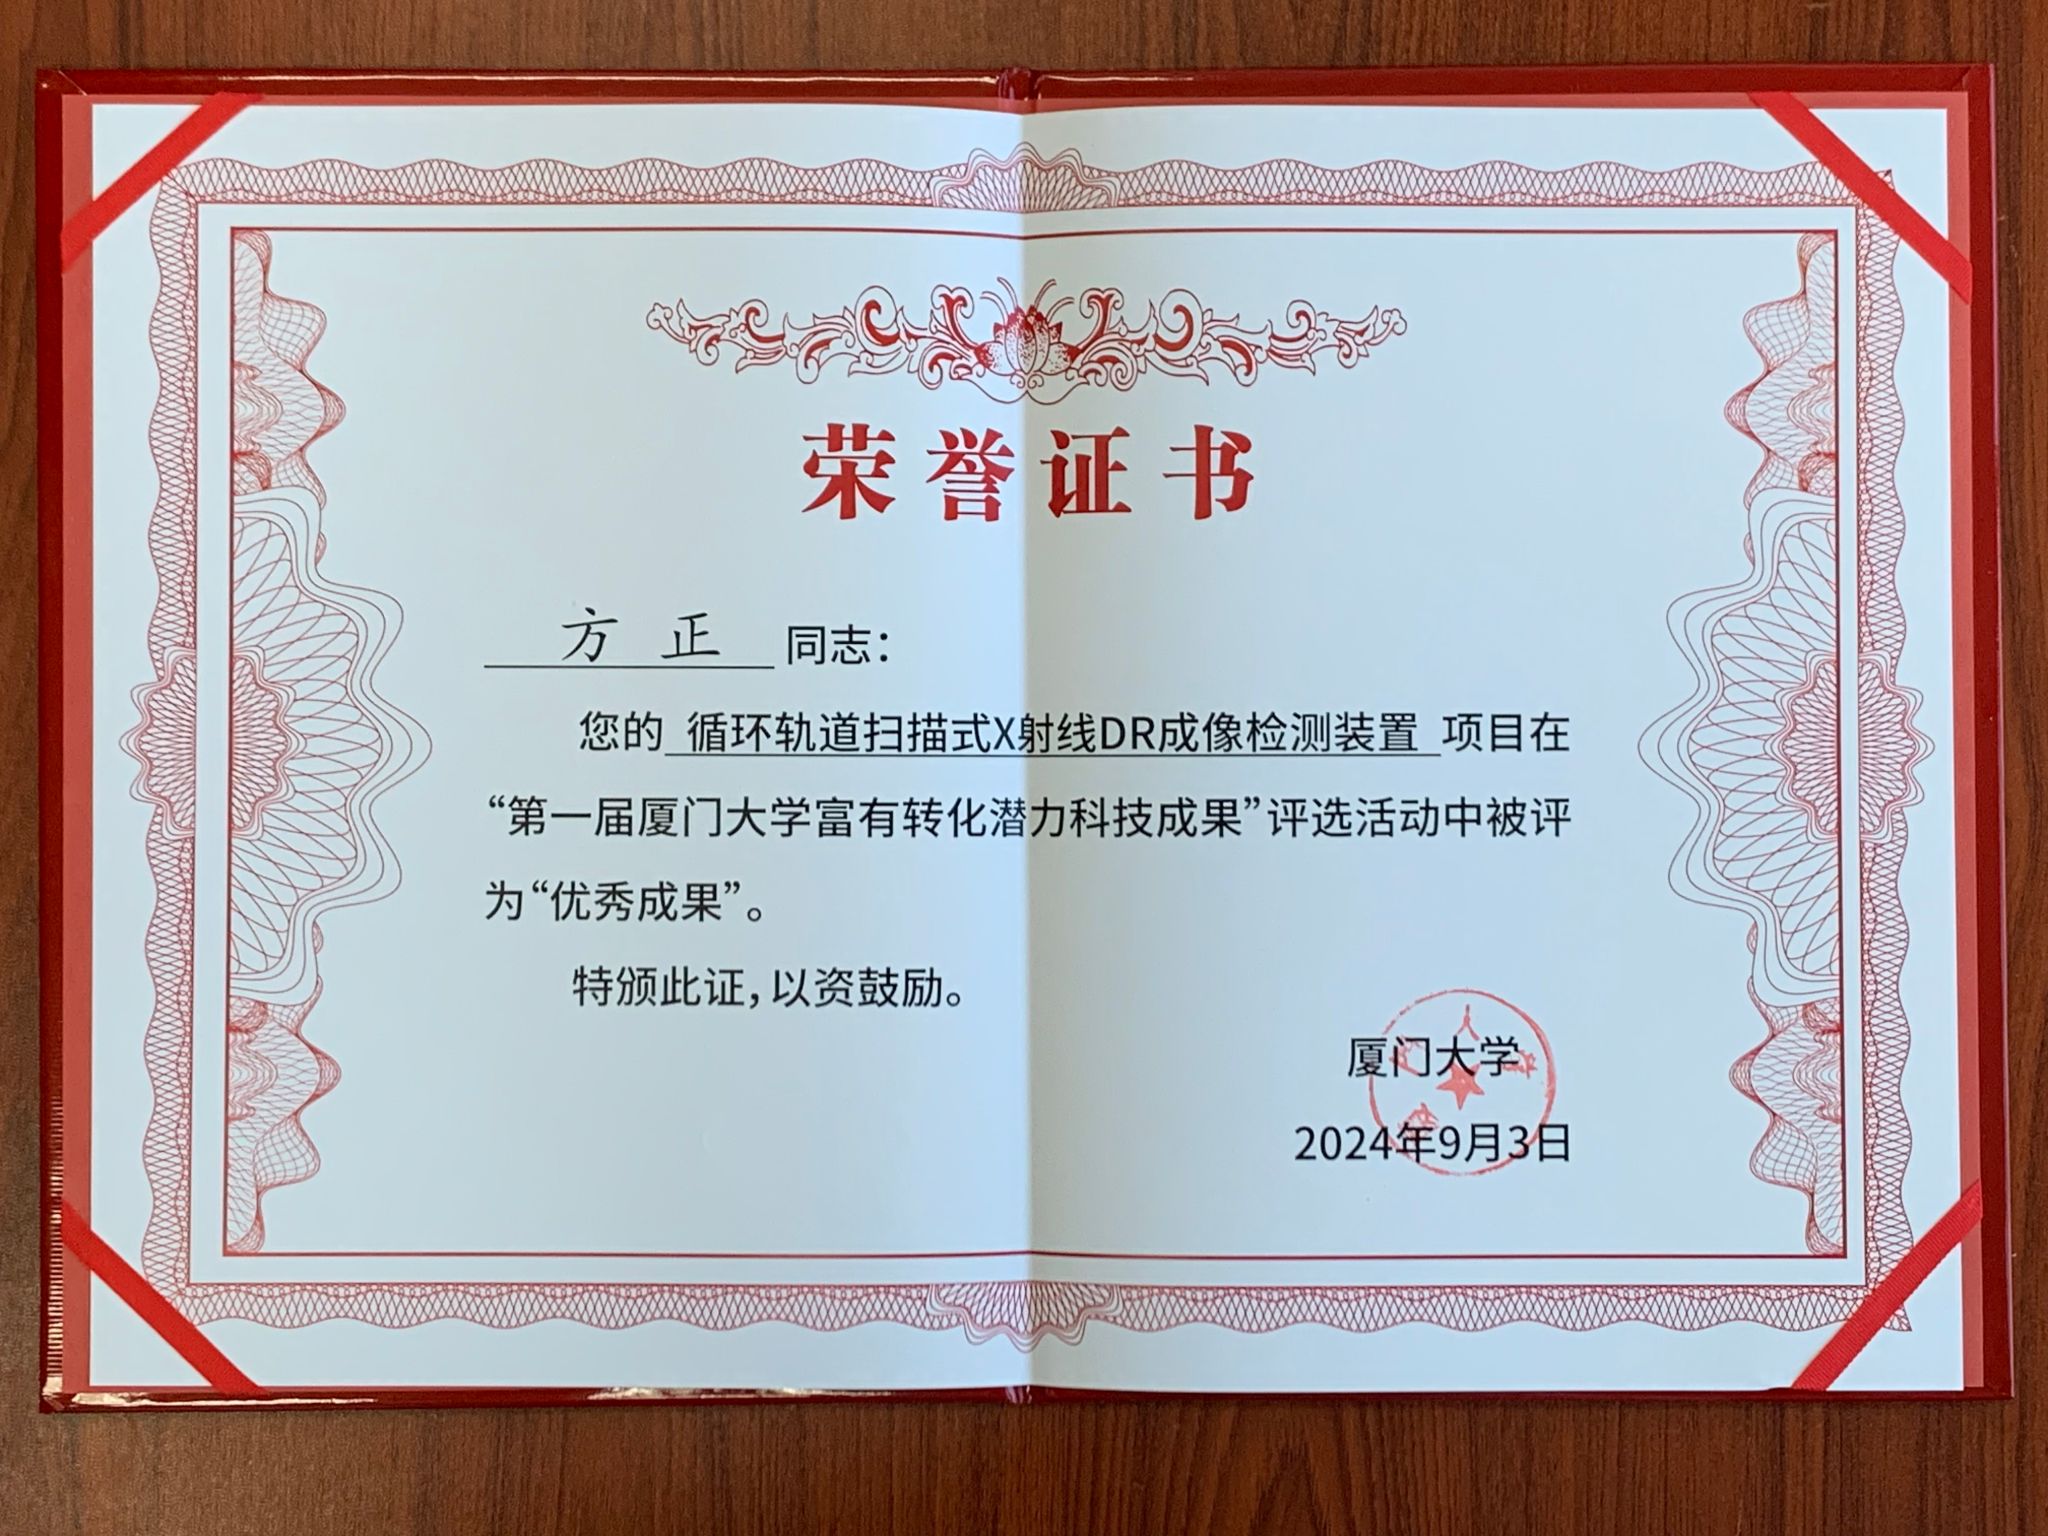 荣誉证书
方正 同志：
您的 循环轨道扫描式X射线DR成像检测装置 项目在
“第一届厦门大学富有转化潜力科技成果”评选活动中被评
为“优秀成果”。
特颁此证，以资鼓励。
厦门大学
2024年9月3日